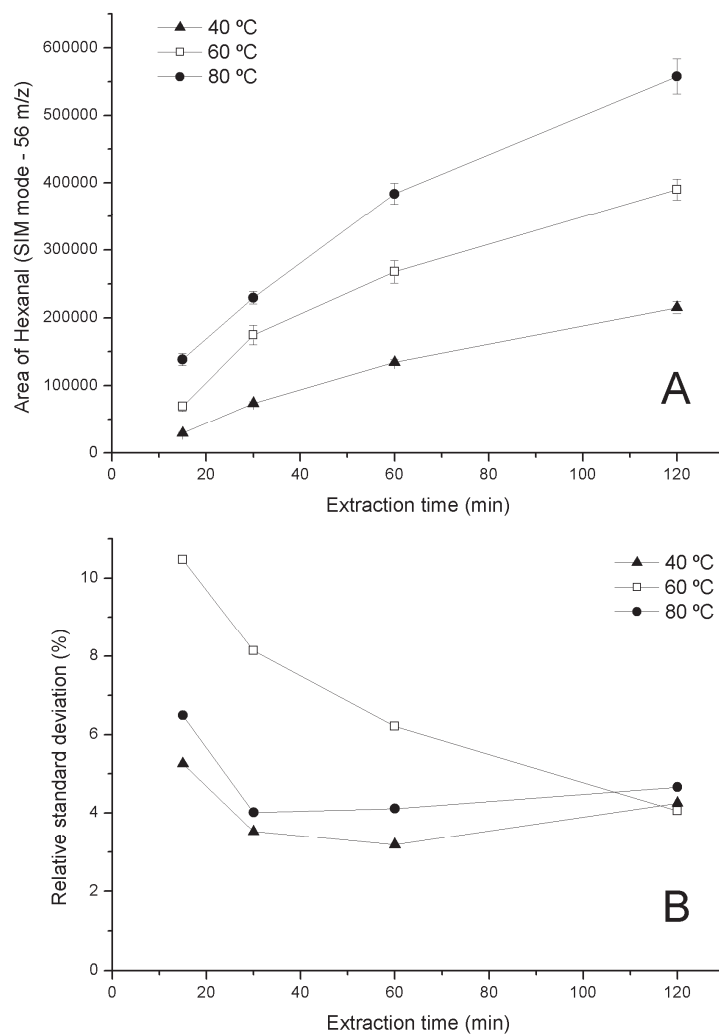 40 ºC
60 ºC
80 ºC
600000
500000
400000
300000
200000
100000
0
Area of Hexanal (SIM mode - 56 m/z)
A
0 20 40 60 80 100 120
Extraction time (min)
40 ºC
60 ºC
80 ºC
10
8
6
4
2
0
Relative standard deviation (%)
B
0 20 40 60 80 100 120
Extraction time (min)